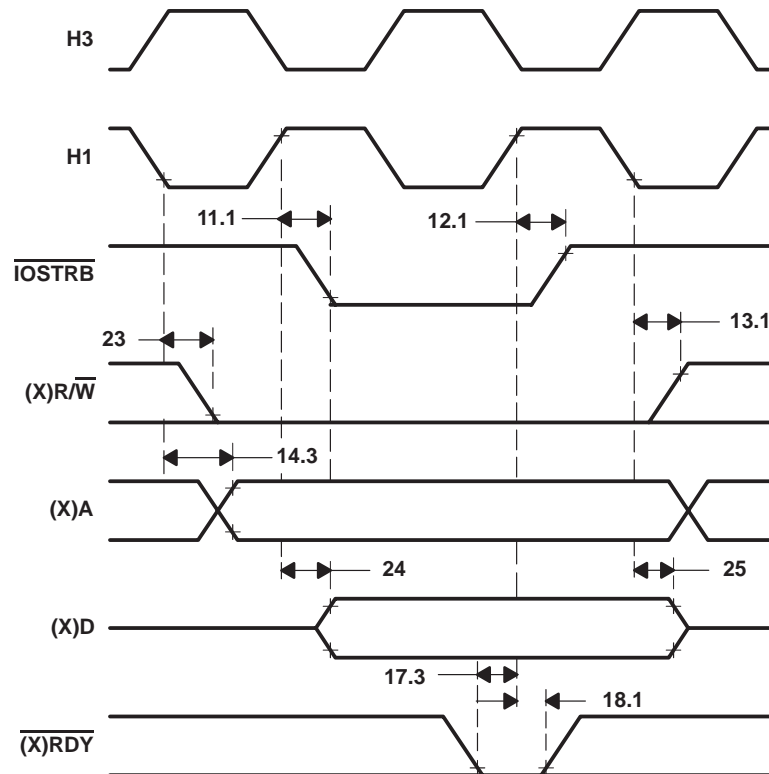 H3
H1
11.1
12.1
IOSTRB
23
13.1
(X)R/W
14.3
(X)A
24
25
(X)D
17.3
18.1
(X)RDY